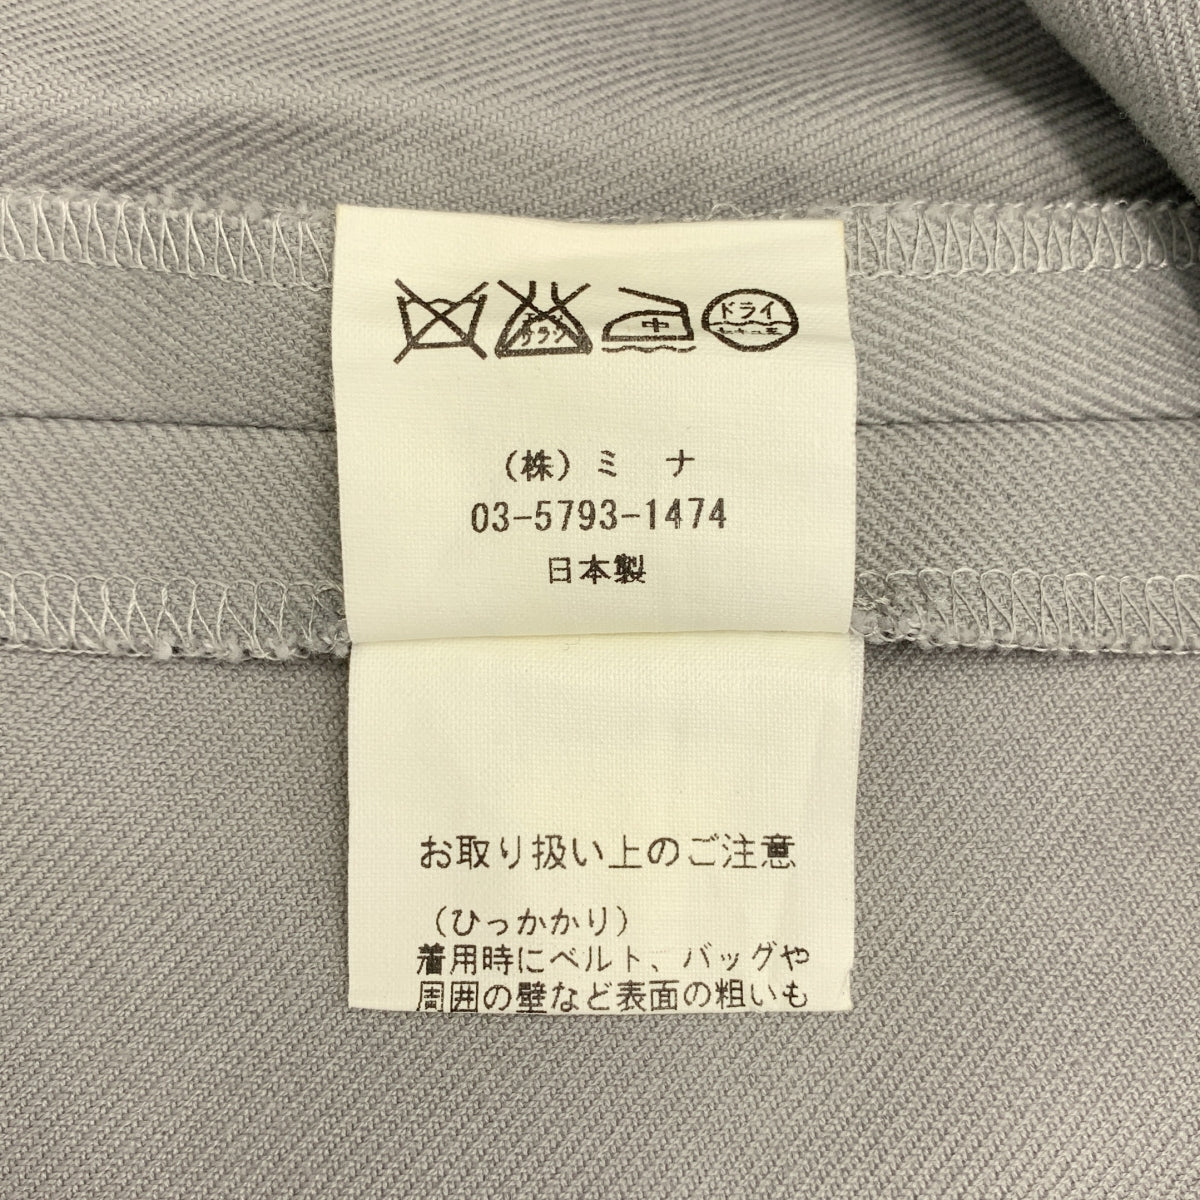 中
ドライ
(株)ミ ナ
03-5793-1474
日本製
お取り扱い上のご注意
(ひっかかり)
着用時にベルト、バッグや
周囲の壁など表面の粗いも